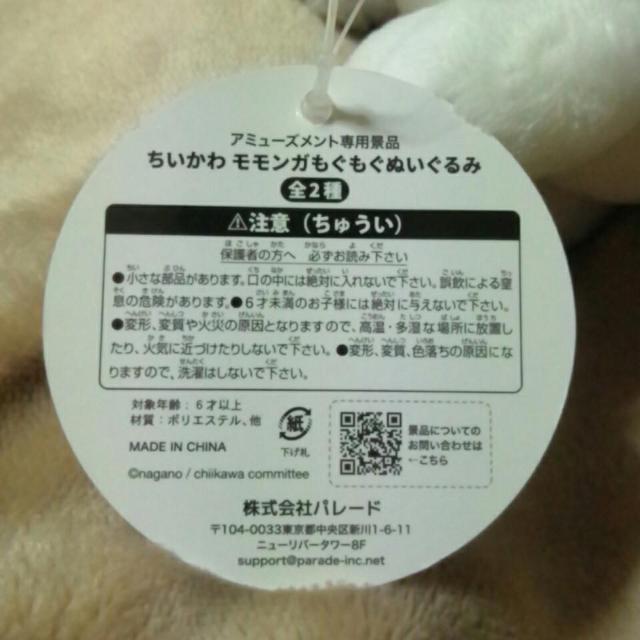 アミューズメント専用景品
ちいかわ モモンガもぐもぐぬいぐるみ
全2種
⚠注意（ちゅうい）
保護者の方へ 必ずお読み下さい
●小さな部品があります。口の中には絶対に入れないで下さい。誤飲による窒
息の危険があります。●6才未満のお子様には絶対に与えないで下さい。
●変形、変質や火災の原因となりますので、高温・多湿な場所に放置し
たり、火気に近づけたりしないで下さい。●変形、変質、色落ちの原因にな
りますので、洗濯はしないで下さい。
対象年齢：6才以上
材質：ポリエステル、他
MADE IN CHINA
©nagano / chiikawa committee
紙
下げ札
景品についての
お問い合わせは
←こちら
株式会社パレード
〒104-0033東京都中央区新川1-6-11
ニューリバータワー8F
support@parade-inc.net